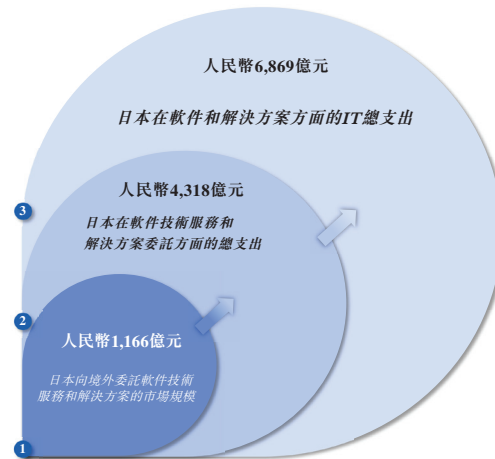 人民幣6,869億元
日本在軟件和解決方案方面的IT總支出
3
人民幣4,318億元
日本在軟件技術服務和
解決方案委託方面的總支出
2
人民幣1,166億元
日本向境外委託軟件技術
服務和解決方案的市場規模
1